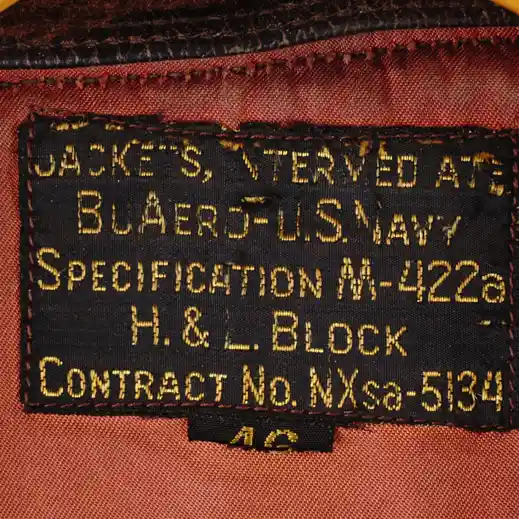 JACKETS, INTERMEDIATE
BUAERO-U.S. NAVY
SPECIFICATION M-422a
H. & L. BLOCK
CONTRACT No. NXsa-5134
46